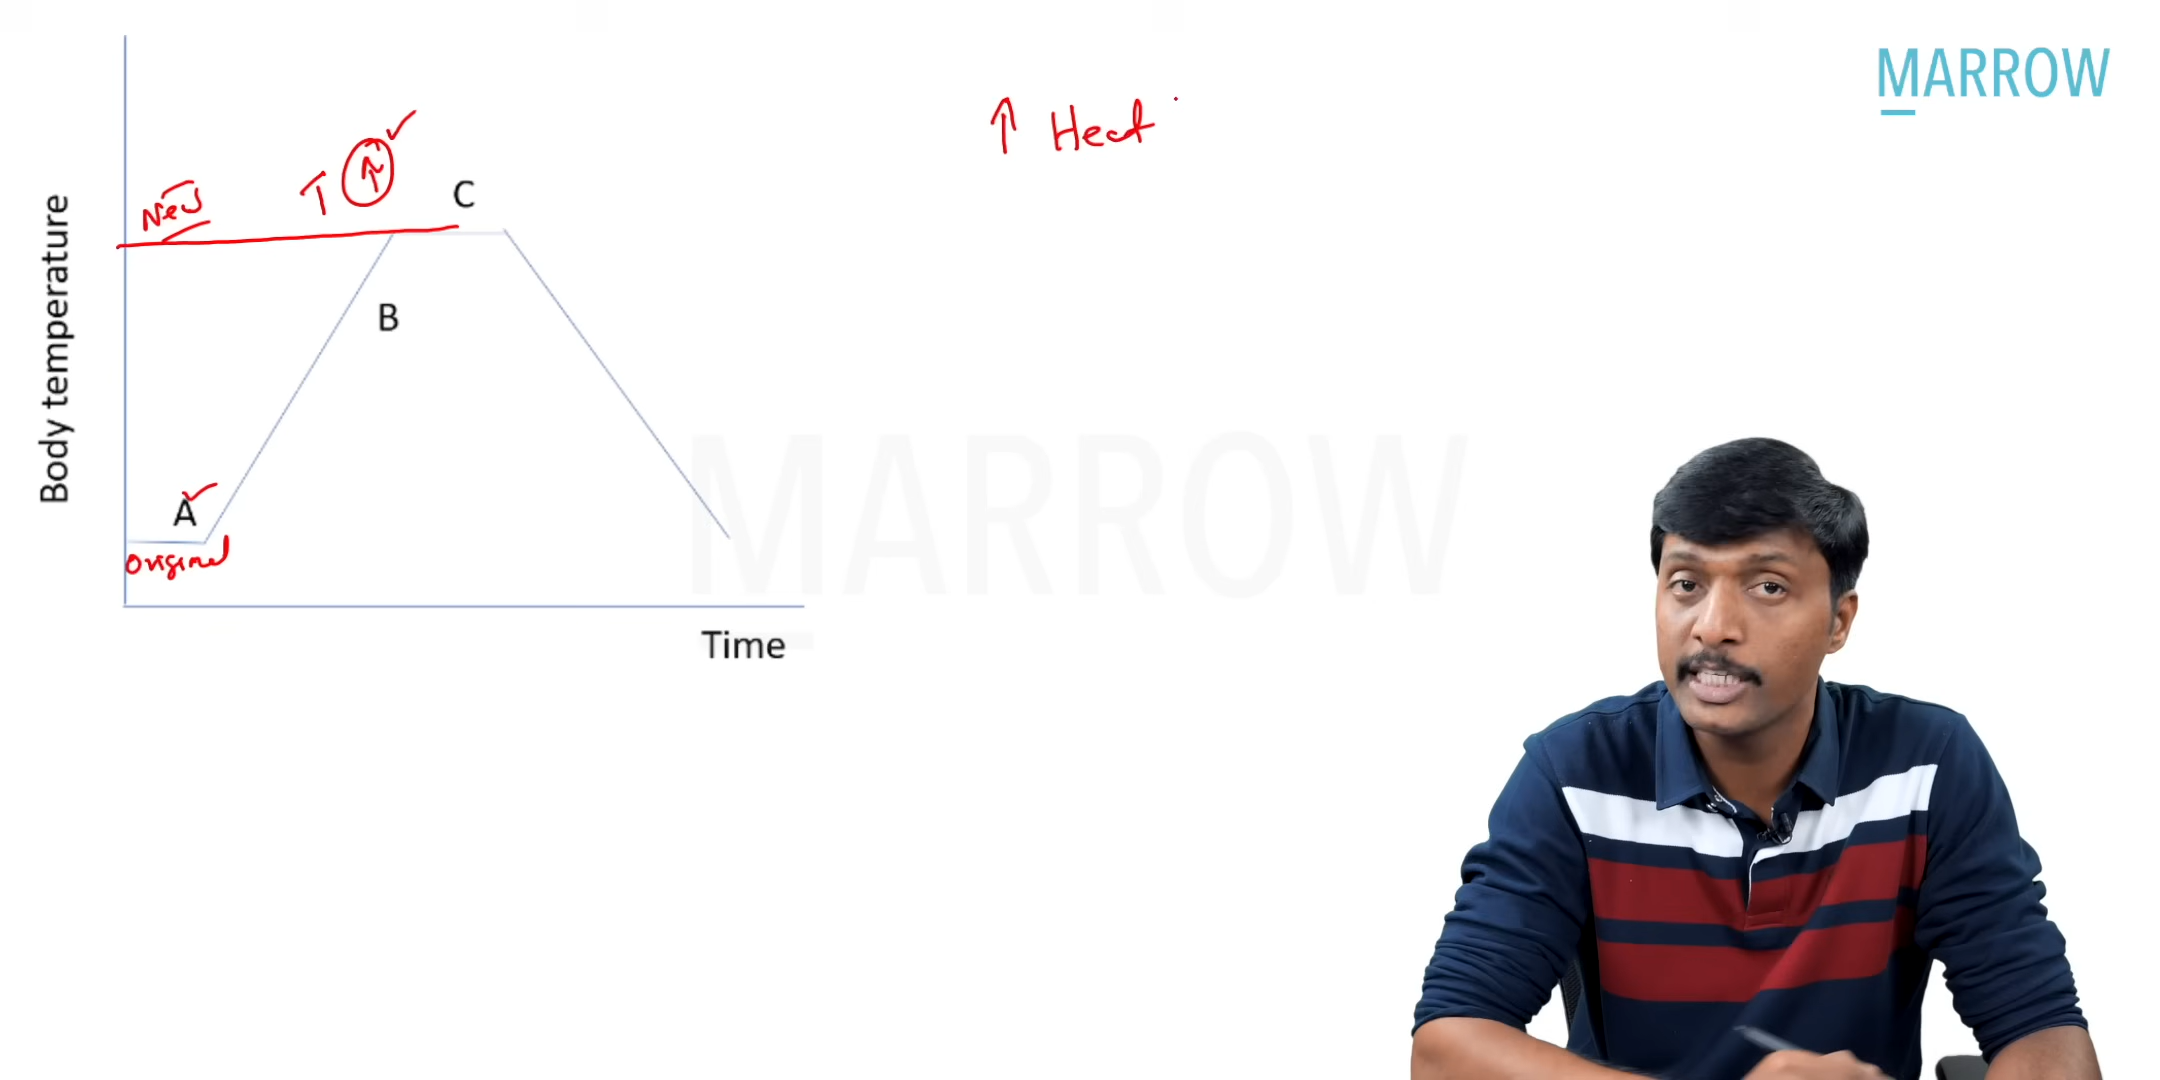 MARROW
↑ Heat
T ↑
New
C
B
Body temperature
A
Original
Time
MARROW